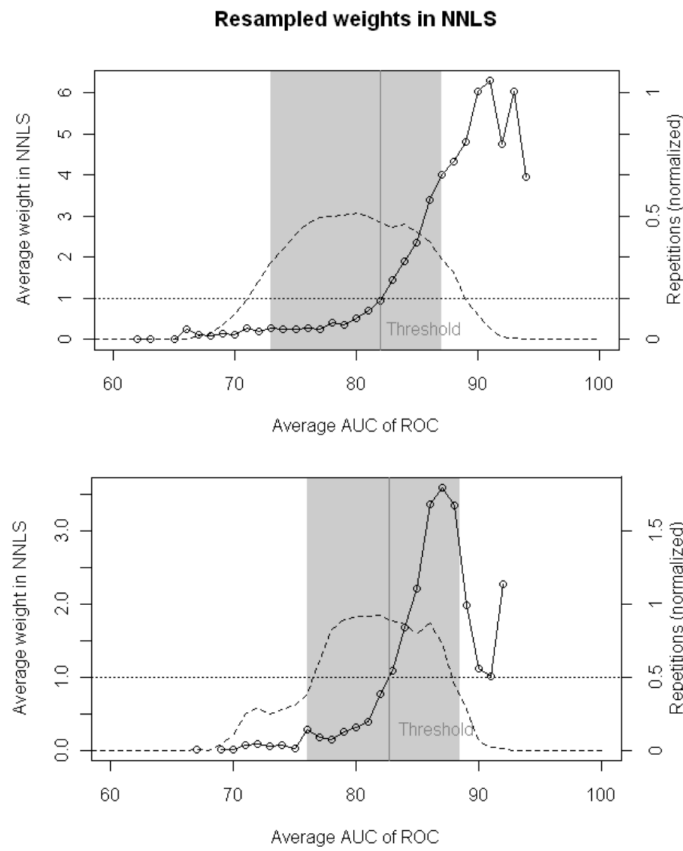 Resampled weights in NNLS
Average weight in NNLS
0 1 2 3 4 5 6
Threshold
0 0.5 1
Repetitions (normalized)
60 70 80 90 100
Average AUC of ROC
Average weight in NNLS
0.0 1.0 2.0 3.0
Threshold
0 0.5 1 1.5
Repetitions (normalized)
60 70 80 90 100
Average AUC of ROC